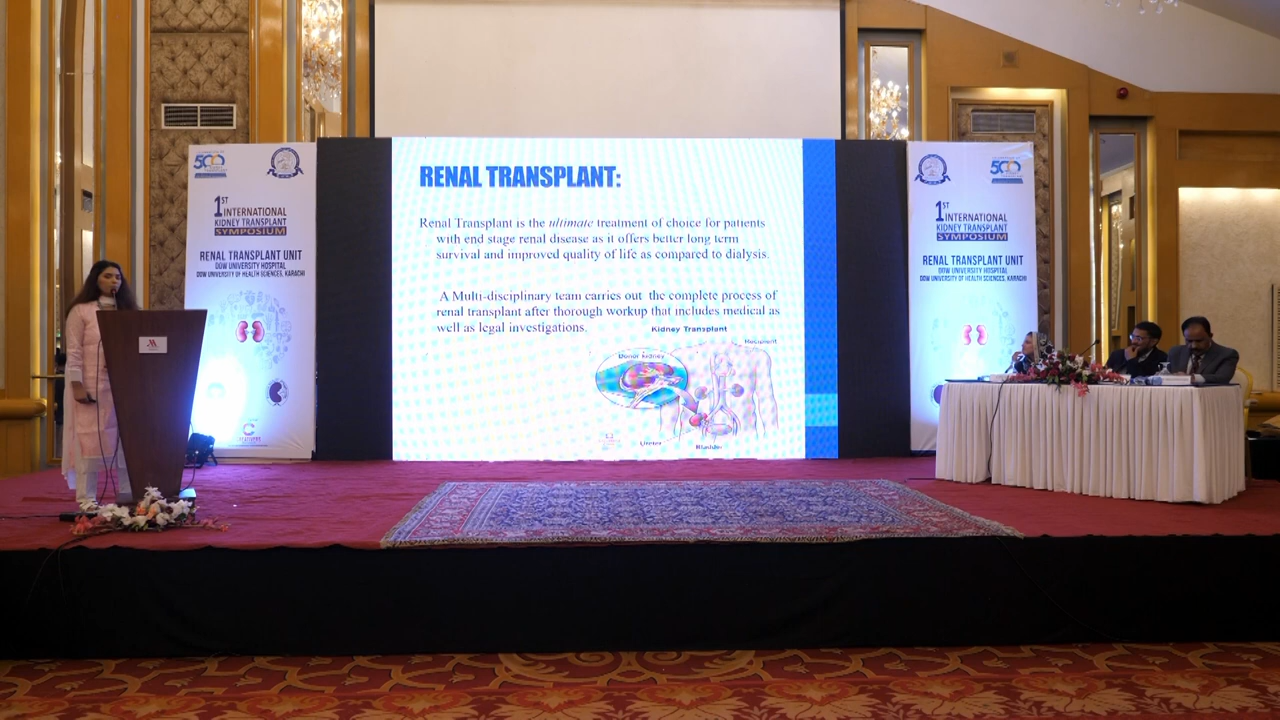 500
1ST
INTERNATIONAL
KIDNEY TRANSPLANT
SYMPOSIUM
RENAL TRANSPLANT UNIT
DOW UNIVERSITY HOSPITAL
DOW UNIVERSITY OF HEALTH SCIENCES, KARACHI
RENAL TRANSPLANT:
Renal Transplant is the ultimate treatment of choice for patients
with end stage renal disease as it offers better long term
survival and improved quality of life as compared to dialysis.
A Multi-disciplinary team carries out the complete process of
renal transplant after thorough workup that includes medical as
well as legal investigations.
Kidney Transplant
Recipient
Donor kidney
Ureter
Bladder
500
1ST
INTERNATIONAL
KIDNEY TRANSPLANT
SYMPOSIUM
RENAL TRANSPLANT UNIT
DOW UNIVERSITY HOSPITAL
DOW UNIVERSITY OF HEALTH SCIENCES, KARACHI